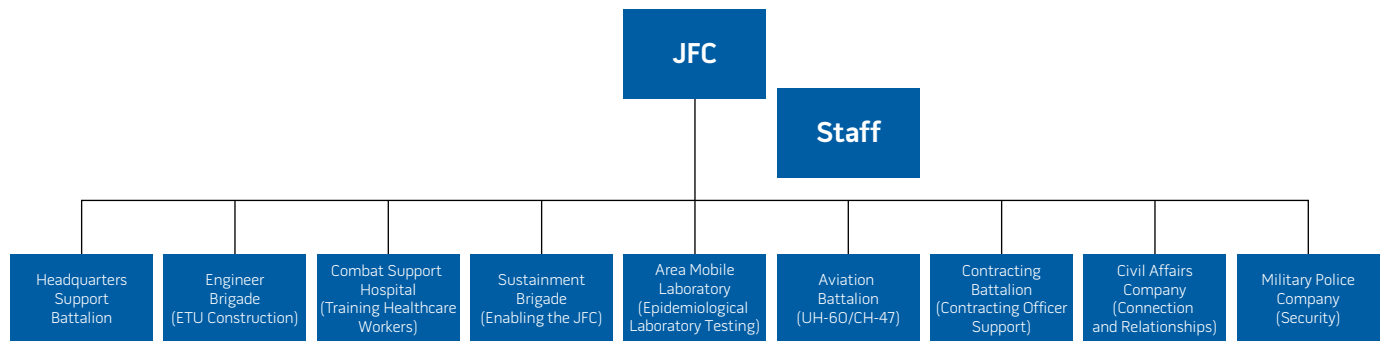 JFC
Staff
Headquarters
Support
Battalion
Engineer
Brigade
(ETU Construction)
Combat Support
Hospital
(Training Healthcare
Workers)
Sustainment
Brigade
(Enabling the JFC)
Area Mobile
Laboratory
(Epidemiological
Laboratory Testing)
Aviation
Battalion
(UH-60/CH-47)
Contracting
Battalion
(Contracting Officer
Support)
Civil Affairs
Company
(Connection
and Relationships)
Military Police
Company
(Security)